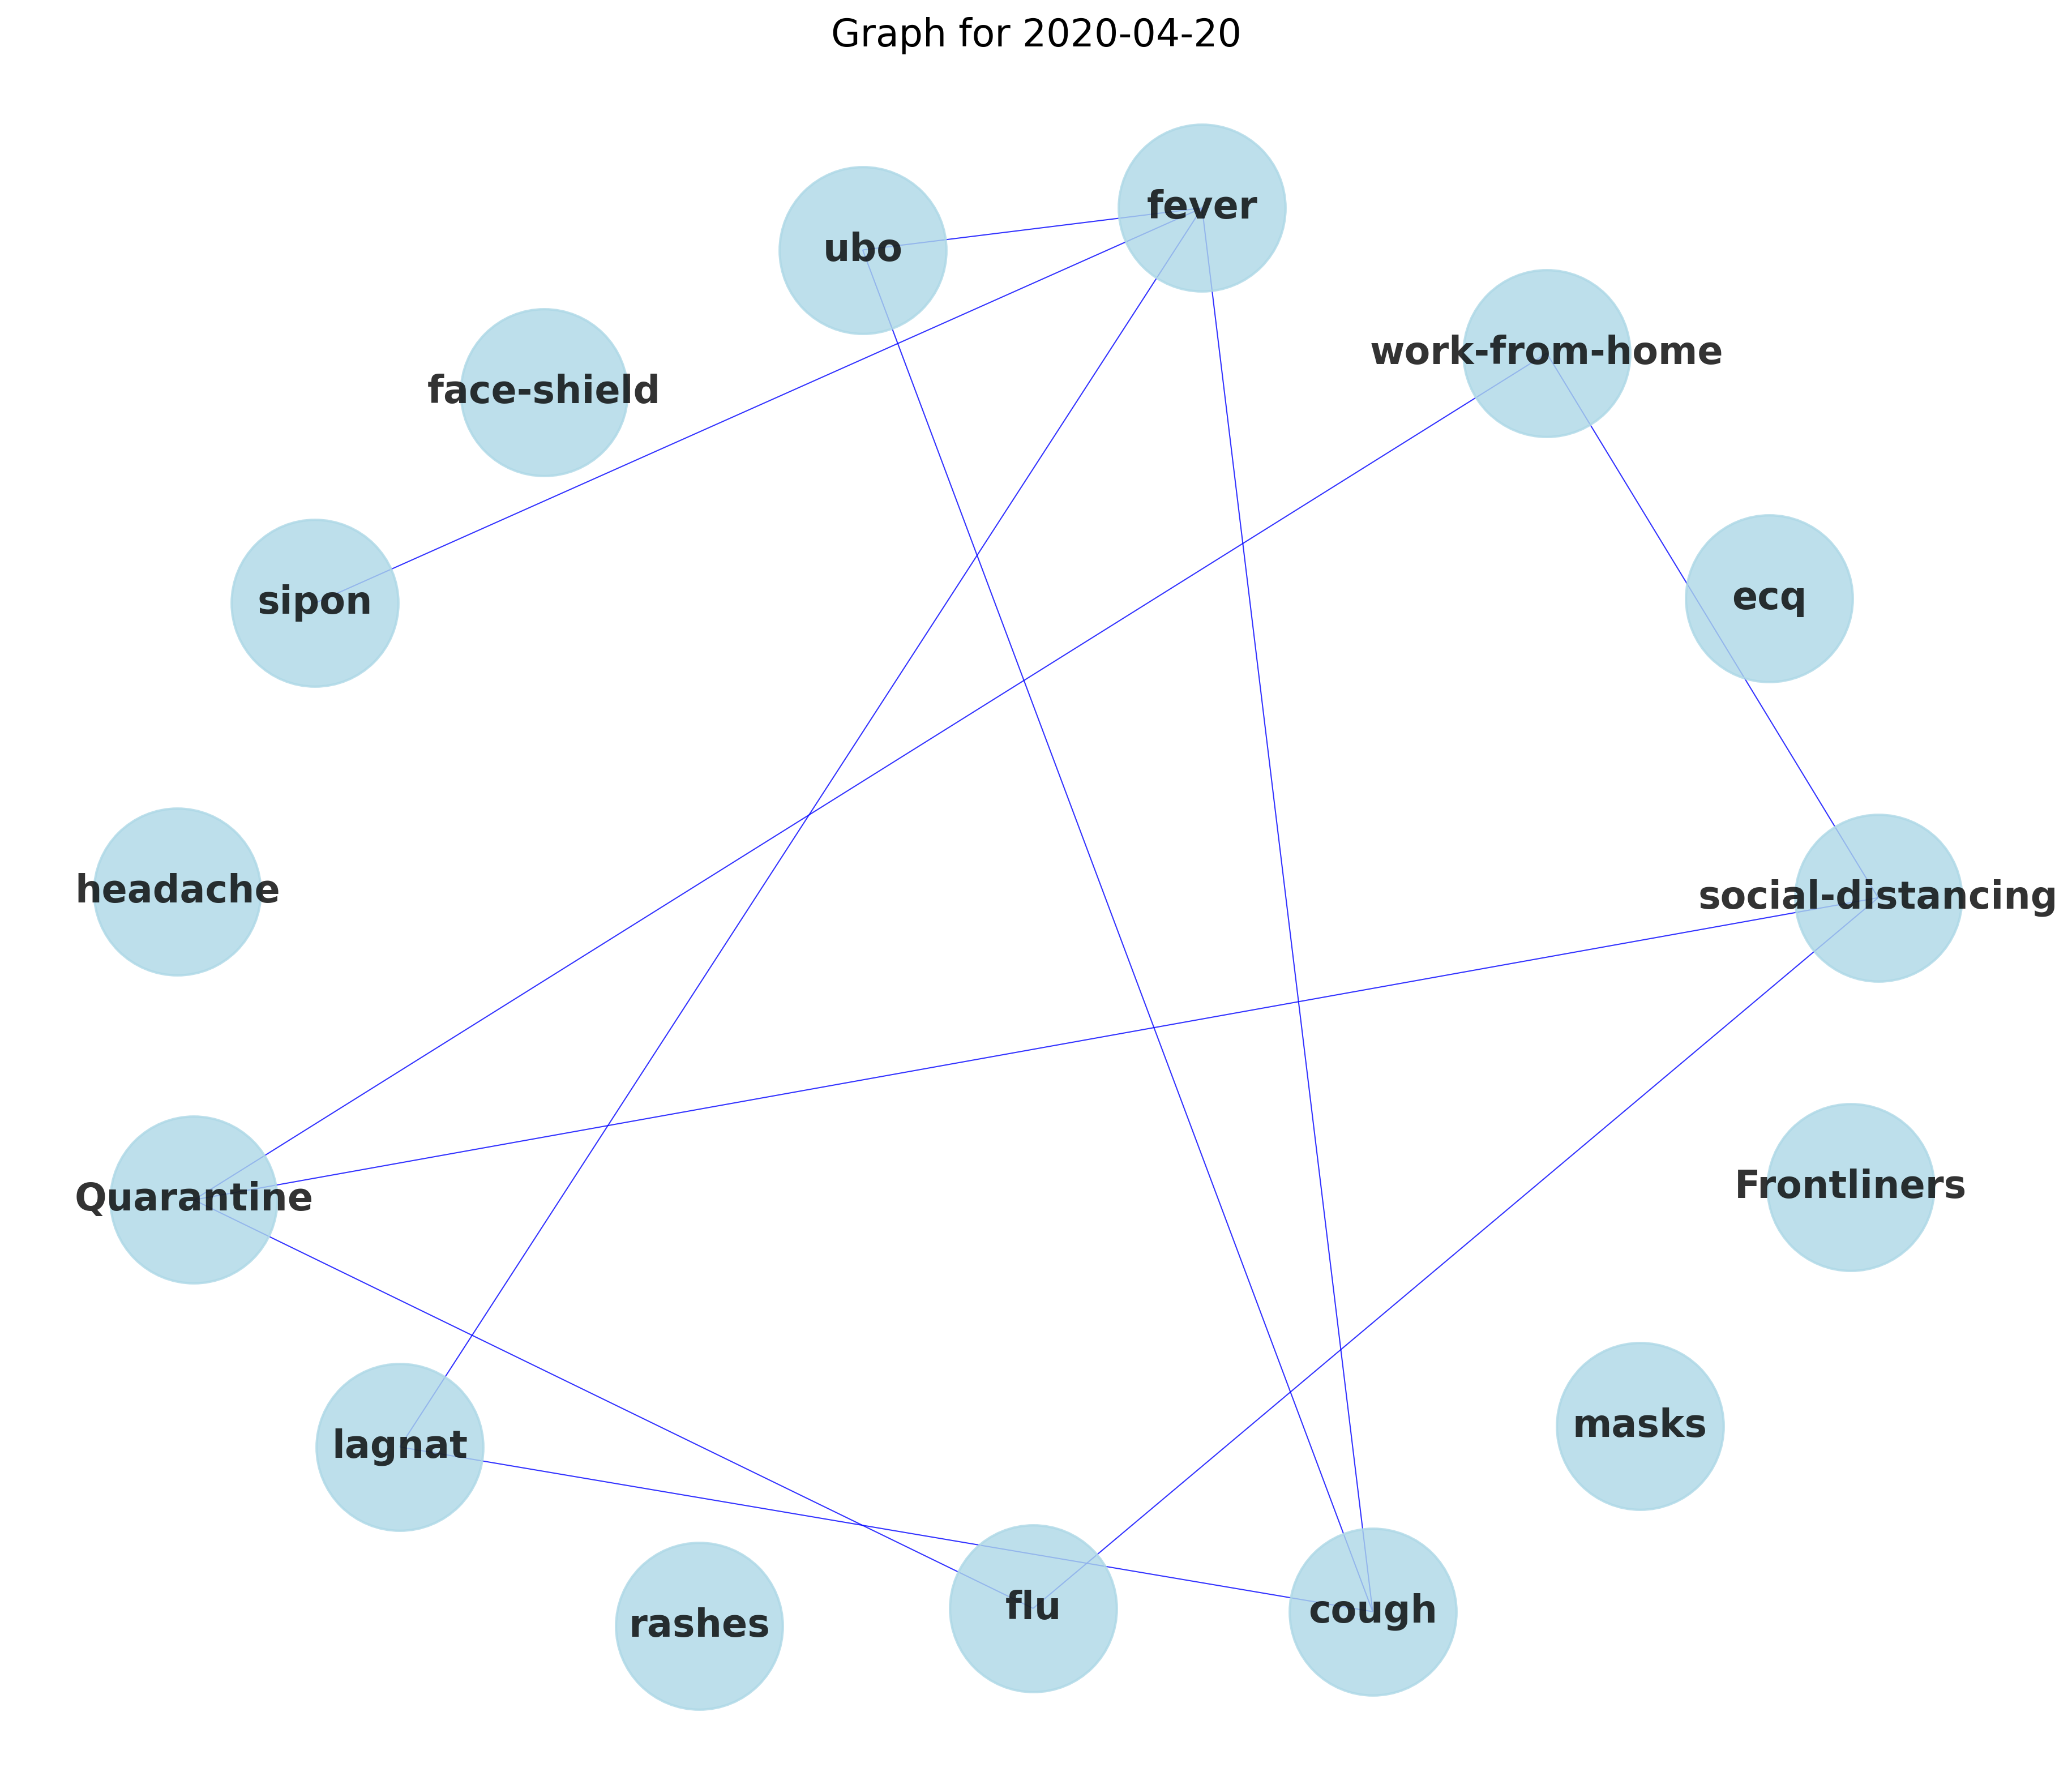 Graph for 2020-04-20
fever
ubo
work-from-home
face-shield
sipon
ecq
headache
social-distancing
Frontliners
Quarantine
masks
lagnat
flu
cough
rashes